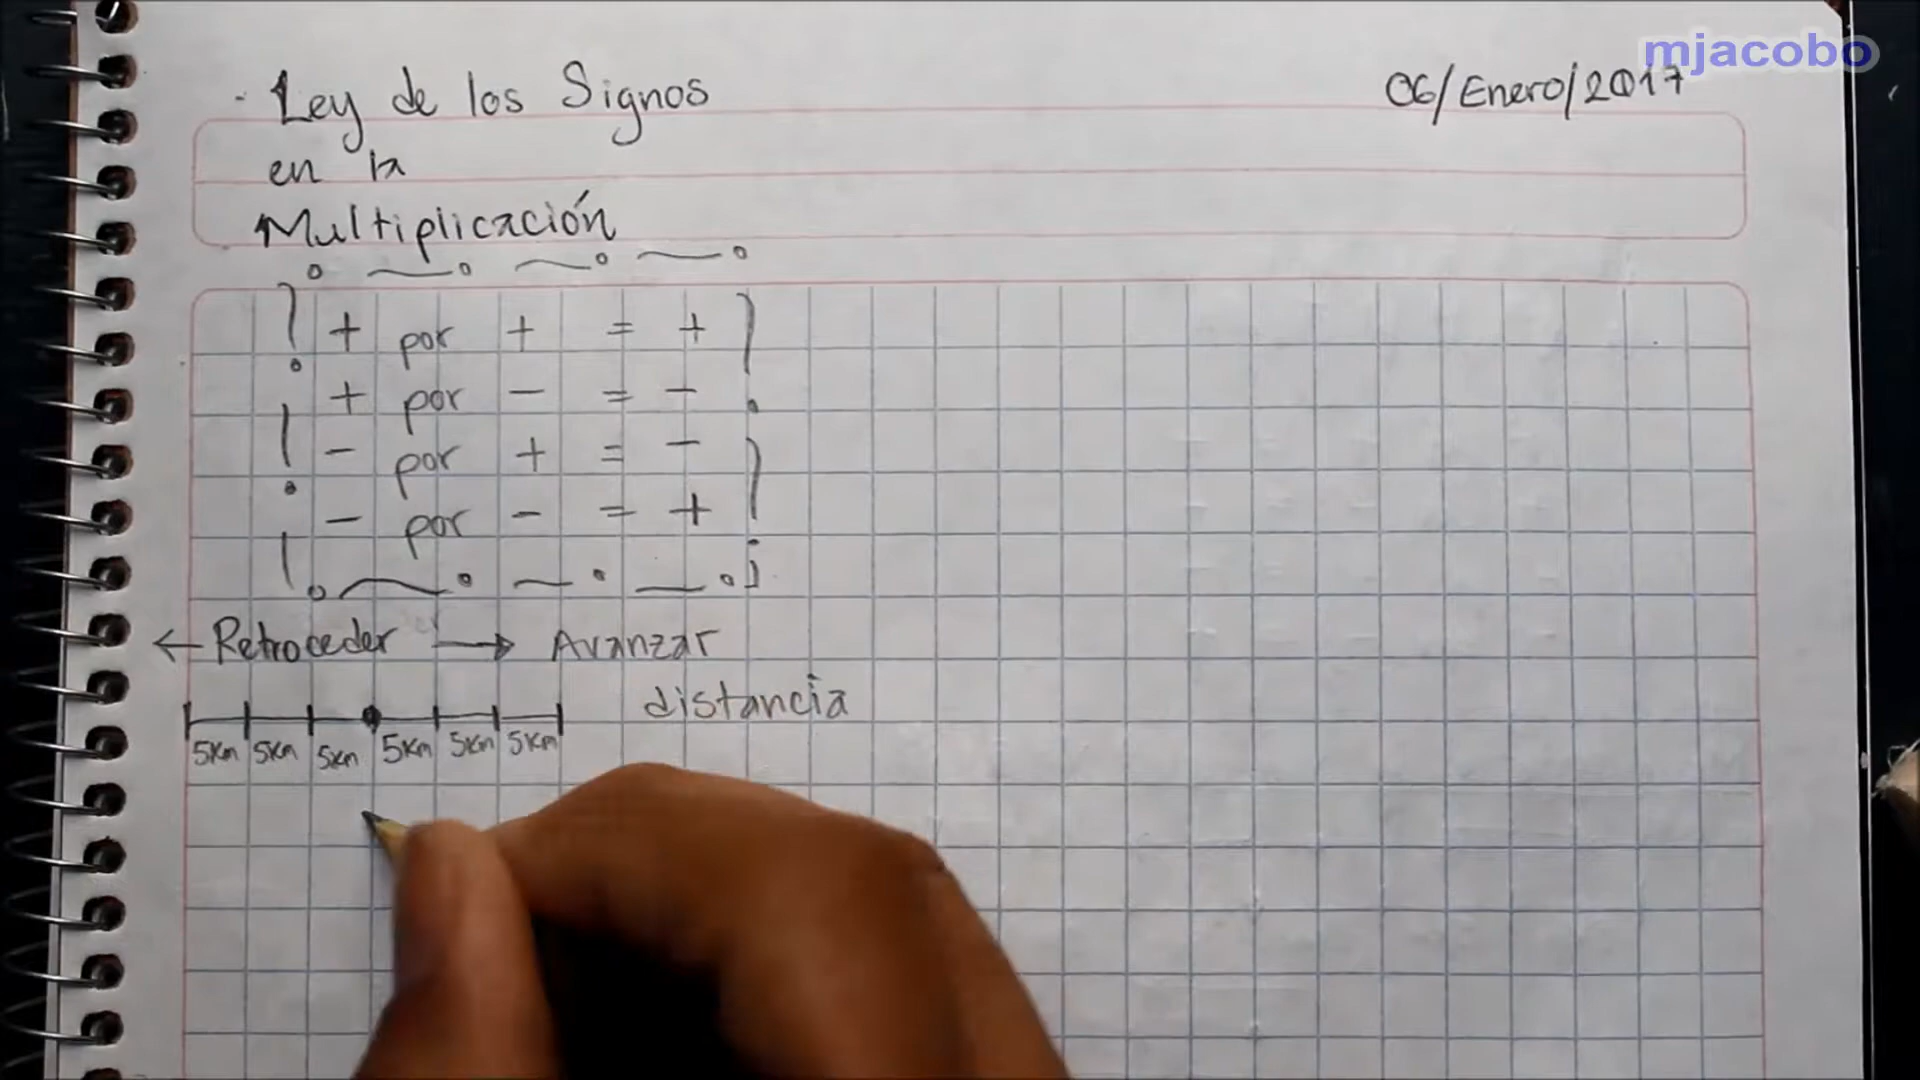 mjacobo
Ley de los Signos 06/Enero/2017
en la
Multiplicación
+ por + = +
+ por - = -
- por + = -
- por - = +
← Retroceder → Avanzar
distancia
5Km 5Km 5Km 5Km 5Km 5Km